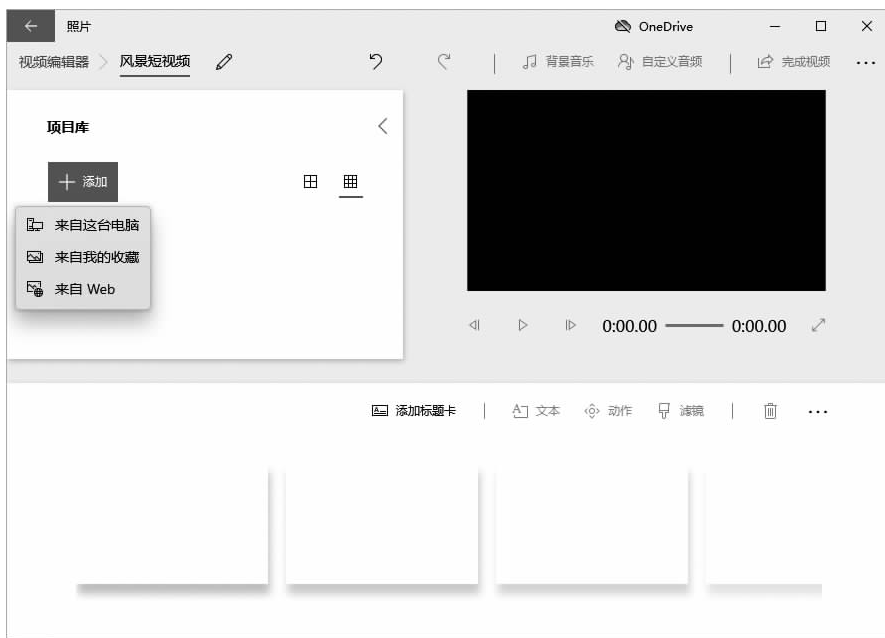 照片
OneDrive
视频编辑器
风景短视频
背景音乐
自定义音频
完成视频
项目库
添加
来自这台电脑
来自我的收藏
来自 Web
0:00.00
0:00.00
添加标题卡
文本
动作
滤镜